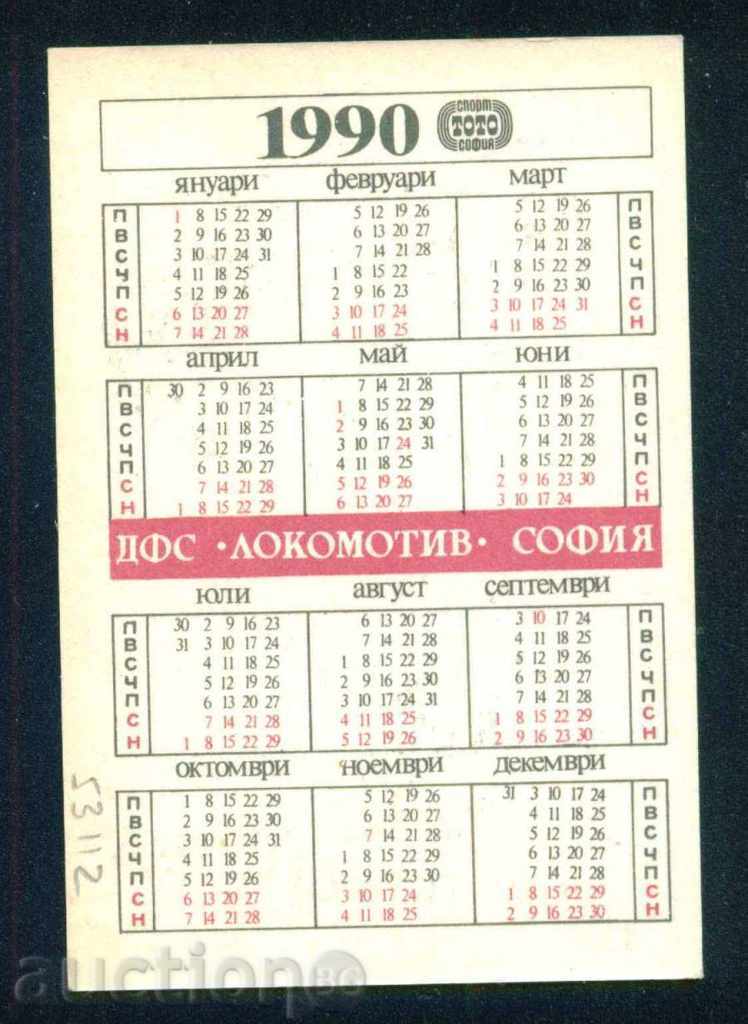 1990 спорт ТОТО СОФИЯ
януари февруари март
П 1 8 15 22 29 5 12 19 26 5 12 19 26 П
В 2 9 16 23 30 6 13 20 27 6 13 20 27 В
С 3 10 17 24 31 7 14 21 28 7 14 21 28 С
Ч 4 11 18 25 1 8 15 22 1 8 15 22 29 Ч
П 5 12 19 26 2 9 16 23 2 9 16 23 30 П
С 6 13 20 27 3 10 17 24 3 10 17 24 31 С
Н 7 14 21 28 4 11 18 25 4 11 18 25 Н
април май юни
П 30 2 9 16 23 7 14 21 28 4 11 18 25 П
В 3 10 17 24 1 8 15 22 29 5 12 19 26 В
С 4 11 18 25 2 9 16 23 30 6 13 20 27 С
Ч 5 12 19 26 3 10 17 24 31 7 14 21 28 Ч
П 6 13 20 27 4 11 18 25 1 8 15 22 29 П
С 7 14 21 28 5 12 19 26 2 9 16 23 30 С
Н 1 8 15 22 29 6 13 20 27 3 10 17 24 Н
ДФС · ЛОКОМОТИВ · СОФИЯ
юли август септември
П 30 2 9 16 23 6 13 20 27 3 10 17 24 П
В 31 3 10 17 24 7 14 21 28 4 11 18 25 В
С 4 11 18 25 1 8 15 22 29 5 12 19 26 С
Ч 5 12 19 26 2 9 16 23 30 6 13 20 27 Ч
П 6 13 20 27 3 10 17 24 31 7 14 21 28 П
С 7 14 21 28 4 11 18 25 1 8 15 22 29 С
Н 1 8 15 22 29 5 12 19 26 2 9 16 23 30 Н
октомври ноември декември
П 1 8 15 22 29 5 12 19 26 31 3 10 17 24 П
В 2 9 16 23 30 6 13 20 27 4 11 18 25 В
С 3 10 17 24 31 7 14 21 28 5 12 19 26 С
Ч 4 11 18 25 1 8 15 22 29 6 13 20 27 Ч
П 5 12 19 26 2 9 16 23 30 7 14 21 28 П
С 6 13 20 27 3 10 17 24 1 8 15 22 29 С
Н 7 14 21 28 4 11 18 25 2 9 16 23 30 Н
53112
auction BG